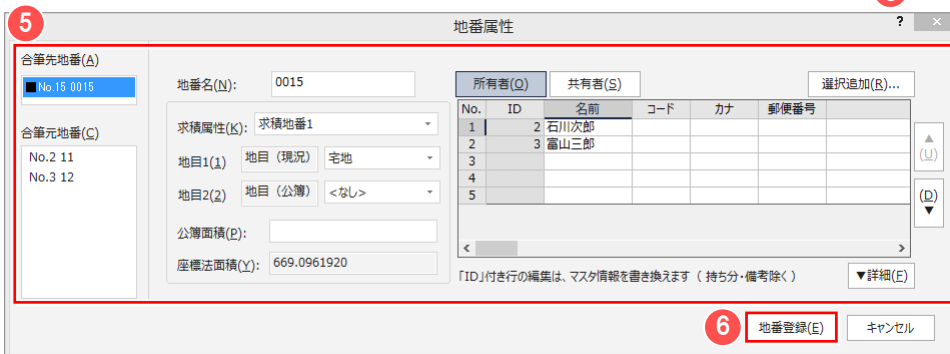 5
地番属性
? ×
合筆先地番(A)
■No.15 0015
合筆元地番(C)
No.2 11
No.3 12
地番名(N): 0015
求積属性(K): 求積地番1
地目1(1) 地目（現況） 宅地
地目2(2) 地目（公簿） <なし>
公簿面積(P):
座標法面積(Y): 669.0961920
所有者(O) 共有者(S) 選択追加(R)...
No. ID 名前 コード カナ 郵便番号
1 2 石川次郎
2 3 富山三郎
3
4
5
▲
(U)
(D)
▼
< >
「ID」付き行の編集は、マスタ情報を書き換えます（ 持ち分・備考除く ）
▼詳細(F)
6 地番登録(E) キャンセル